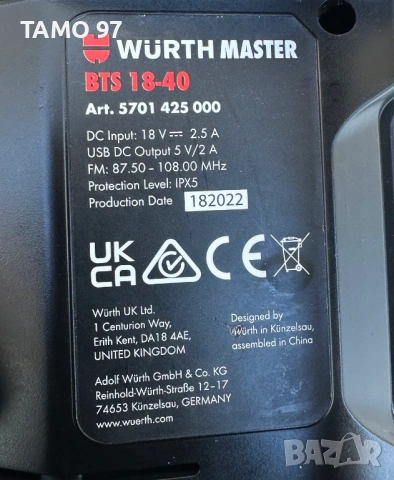 TAMO 97
WÜRTH MASTER
BTS 18-40
Art. 5701 425 000
DC Input: 18 V ⎓ 2.5 A
USB DC Output 5 V/2 A
FM: 87.50 - 108.00 MHz
Protection Level: IPX5
Production Date 182022
UK
CA
CE
Würth UK Ltd.
1 Centurion Way,
Erith Kent, DA18 4AE,
UNITED KINGDOM
Designed by
Würth in Künzelsau,
assembled in China
Adolf Würth GmbH & Co. KG
Reinhold-Würth-Straße 12-17
74653 Künzelsau, GERMANY
www.wuerth.com
BAZAR